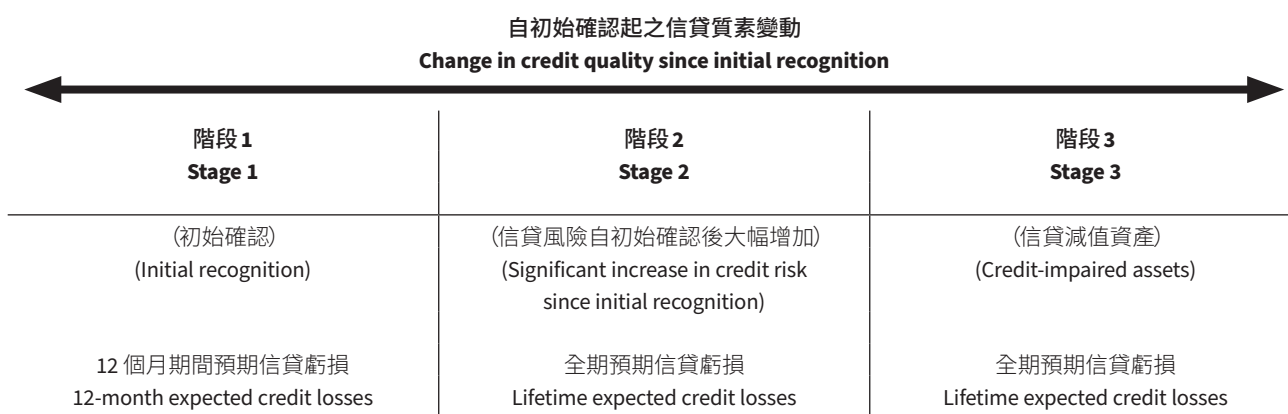 自初始確認起之信貸質素變動
Change in credit quality since initial recognition
階段1
Stage 1
階段2
Stage 2
階段3
Stage 3
(初始確認)
(Initial recognition)
(信貸風險自初始確認後大幅增加)
(Significant increase in credit risk
since initial recognition)
(信貸減值資產)
(Credit-impaired assets)
12 個月期間預期信貸虧損
12-month expected credit losses
全期預期信貸虧損
Lifetime expected credit losses
全期預期信貸虧損
Lifetime expected credit losses